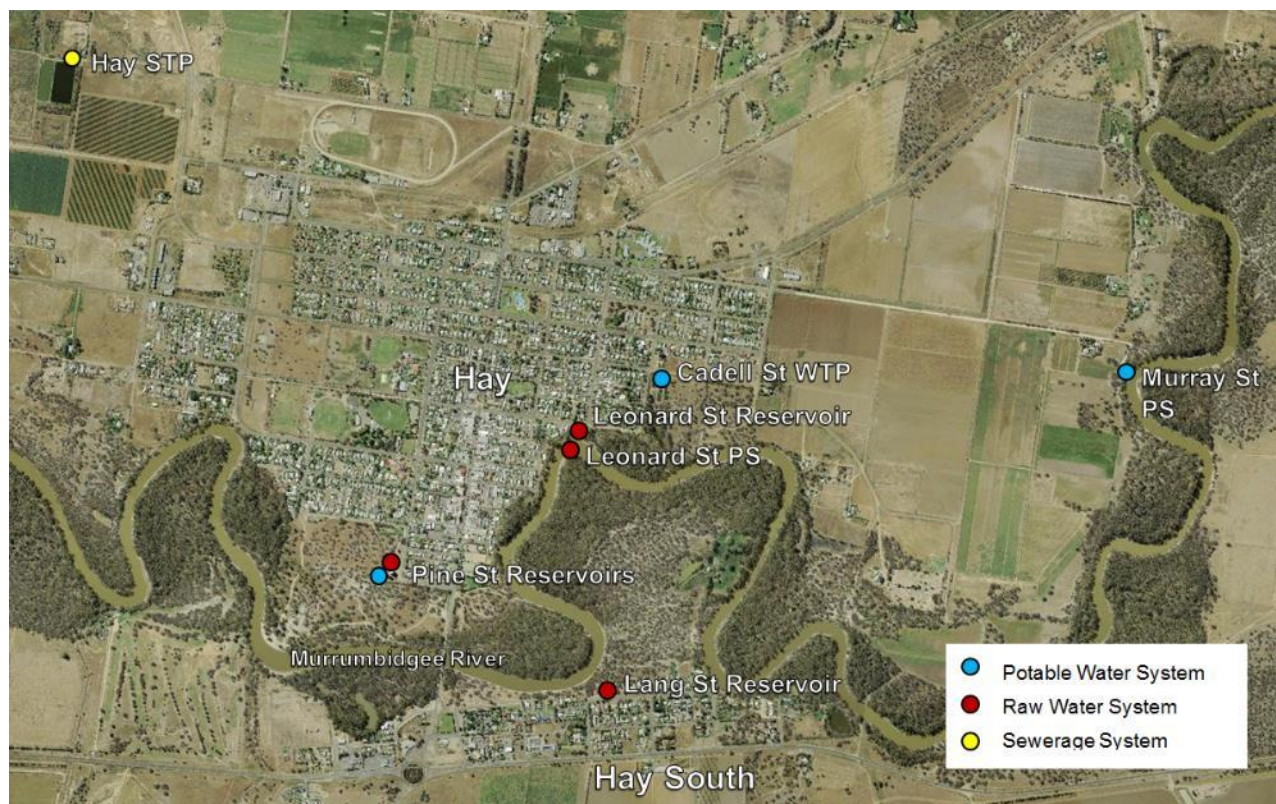 Hay STP
Hay
Cadell St WTP
Murray St
PS
Leonard St Reservoir
Leonard St PS
Pine St Reservoirs
Murrumbidgee River
Lang St Reservoir
Hay South
Potable Water System
Raw Water System
Sewerage System